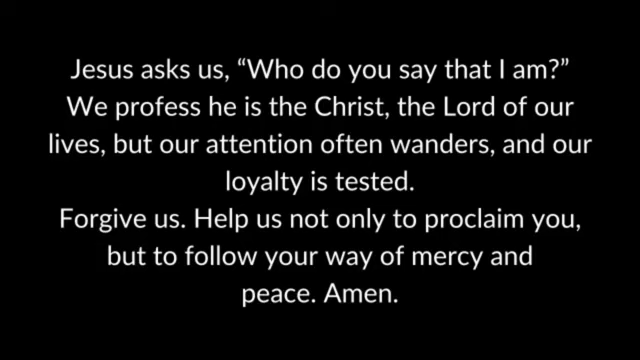 Jesus asks us, “Who do you say that I am?”
We profess he is the Christ, the Lord of our
lives, but our attention often wanders, and our
loyalty is tested.
Forgive us. Help us not only to proclaim you,
but to follow your way of mercy and
peace. Amen.